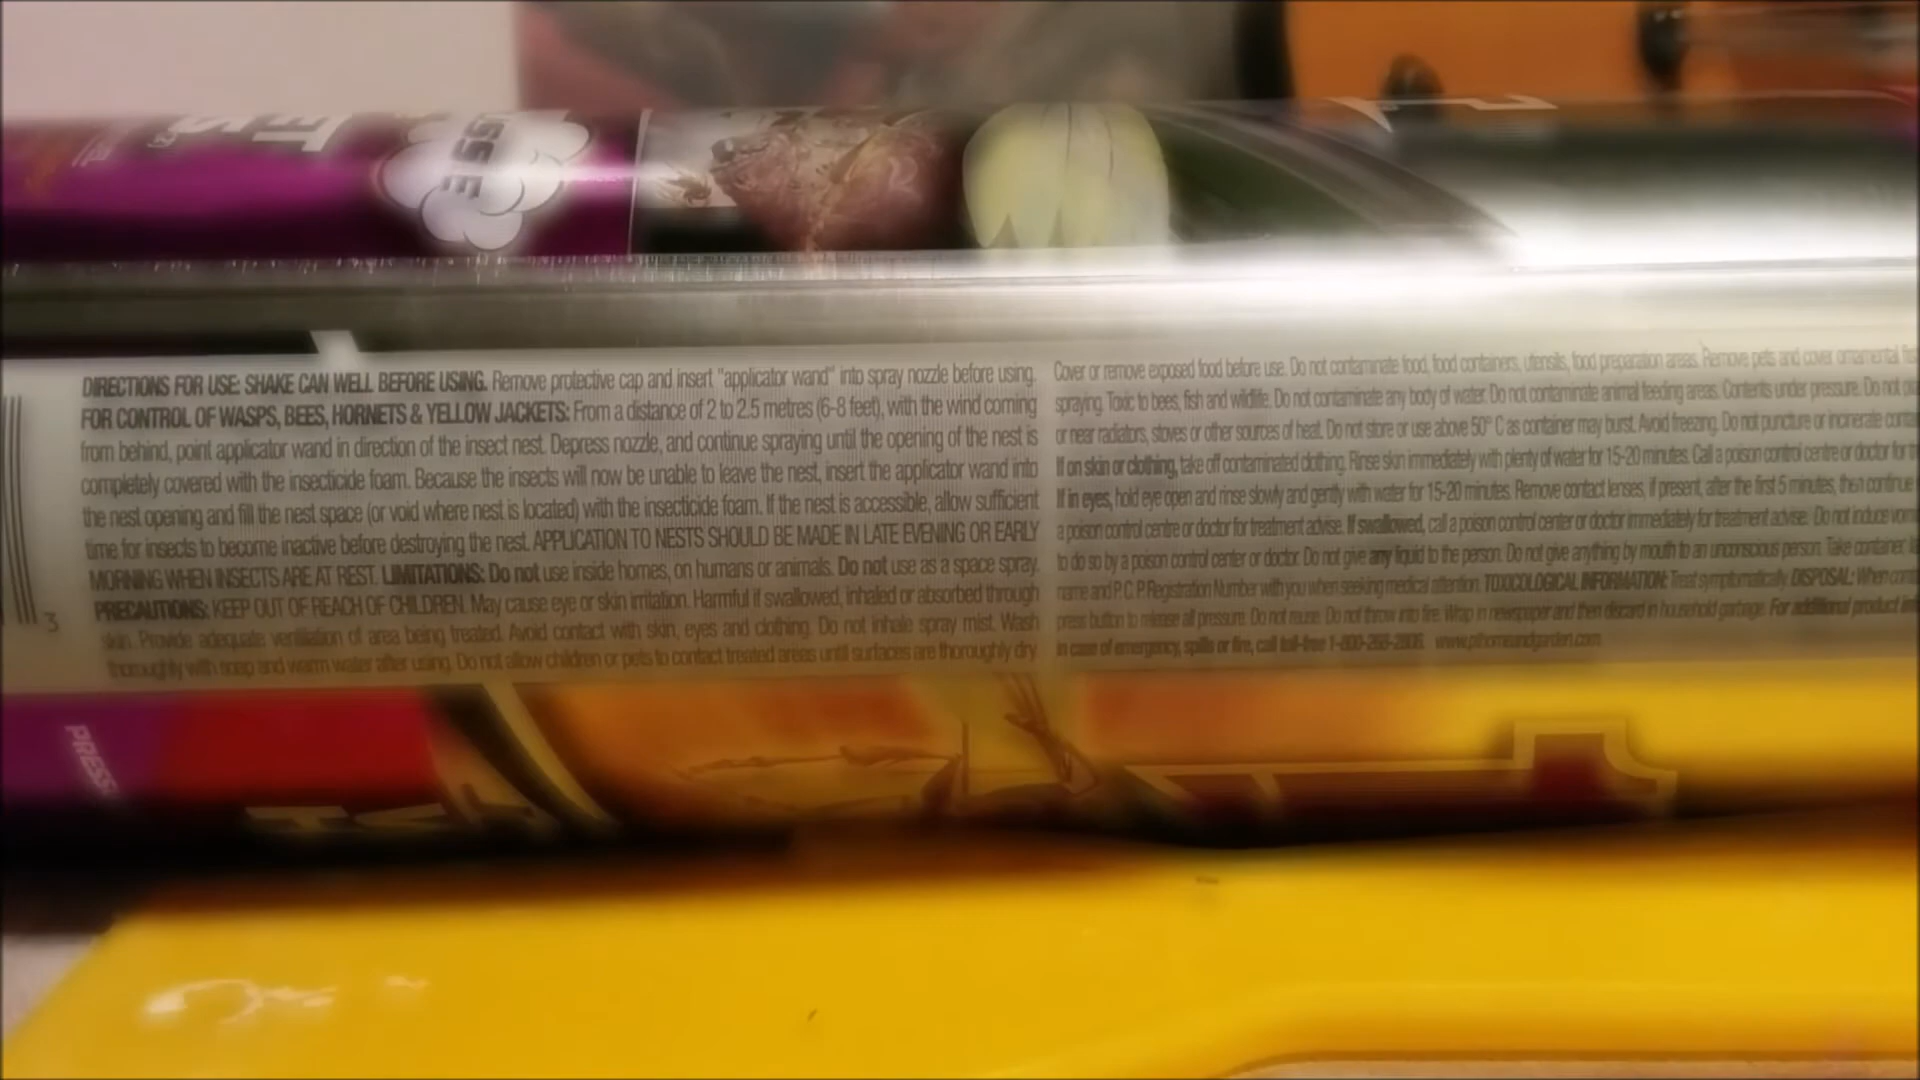 USSE
DIRECTIONS FOR USE: SHAKE CAN WELL BEFORE USING. Remove protective cap and insert "applicator wand" into spray nozzle before using.
FOR CONTROL OF WASPS, BEES, HORNETS & YELLOW JACKETS: From a distance of 2 to 2.5 metres (6-8 feet), with the wind coming
from behind, point applicator wand in direction of the insect nest. Depress nozzle, and continue spraying until the opening of the nest is
completely covered with the insecticide foam. Because the insects will now be unable to leave the nest, insert the applicator wand into
the nest opening and fill the nest space (or void where nest is located) with the insecticide foam. If the nest is accessible, allow sufficient
time for insects to become inactive before destroying the nest. APPLICATION TO NESTS SHOULD BE MADE IN LATE EVENING OR EARLY
MORNING WHEN INSECTS ARE AT REST. LIMITATIONS: Do not use inside homes, on humans or animals. Do not use as a space spray.
PRECAUTIONS: KEEP OUT OF REACH OF CHILDREN. May cause eye or skin irritation. Harmful if swallowed, inhaled or absorbed through
skin. Provide adequate ventilation of area being treated. Avoid contact with skin, eyes and clothing. Do not inhale spray mist. Wash
thoroughly with soap and warm water after using. Do not allow children or pets to contact treated areas until surfaces are thoroughly dry.
3
Cover or remove exposed food before use. Do not contaminate food, food containers, utensils, food preparation areas. Remove pets and cover ornamental
spraying. Toxic to bees, fish and wildlife. Do not contaminate any body of water. Do not contaminate animal feeding areas. Contents under pressure. Do not
or near radiators, stoves or other sources of heat. Do not store or use above 50° C as container may burst. Avoid freezing. Do not puncture or incinerate
If on skin or clothing, take off contaminated clothing. Rinse skin immediately with plenty of water for 15-20 minutes. Call a poison control centre or doctor for
If in eyes, hold eye open and rinse slowly and gently with water for 15-20 minutes. Remove contact lenses, if present, after the first 5 minutes, then continue
a poison control centre or doctor for treatment advise. If swallowed, call a poison control center or doctor immediately for treatment advise. Do not induce
to do so by a poison control center or doctor. Do not give any liquid to the person. Do not give anything by mouth to an unconscious person. Take container,
name and P.C.P. Registration Number with you when seeking medical attention. TOXICOLOGICAL INFORMATION: Treat symptomatically. DISPOSAL: When
press button to release all pressure. Do not reuse. Do not throw into fire. Wrap in newspaper and then discard in household garbage. For additional product
in case of emergency, spills or fire, call toll-free 1-800-268-2806. www.plhomeandgarden.com
PRESS